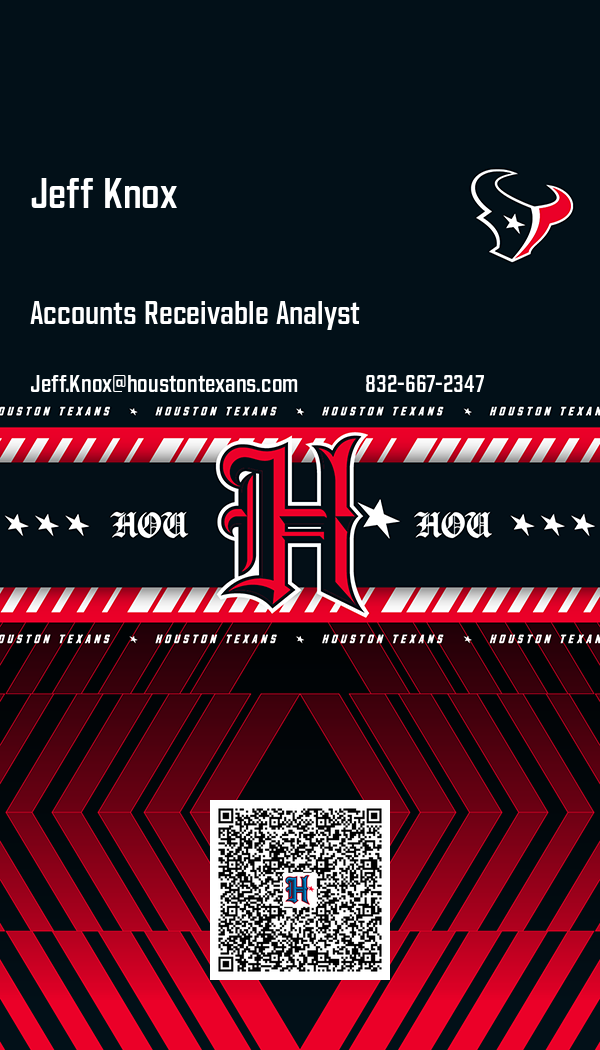 Jeff Knox
Accounts Receivable Analyst
Jeff.Knox@houstontexans.com 832-667-2347
OUSTON TEXANS HOUSTON TEXANS HOUSTON TEXANS HOUSTON TEXAN
HOU H HOU
OUSTON TEXANS HOUSTON TEXANS HOUSTON TEXANS HOUSTON TEXAN
H